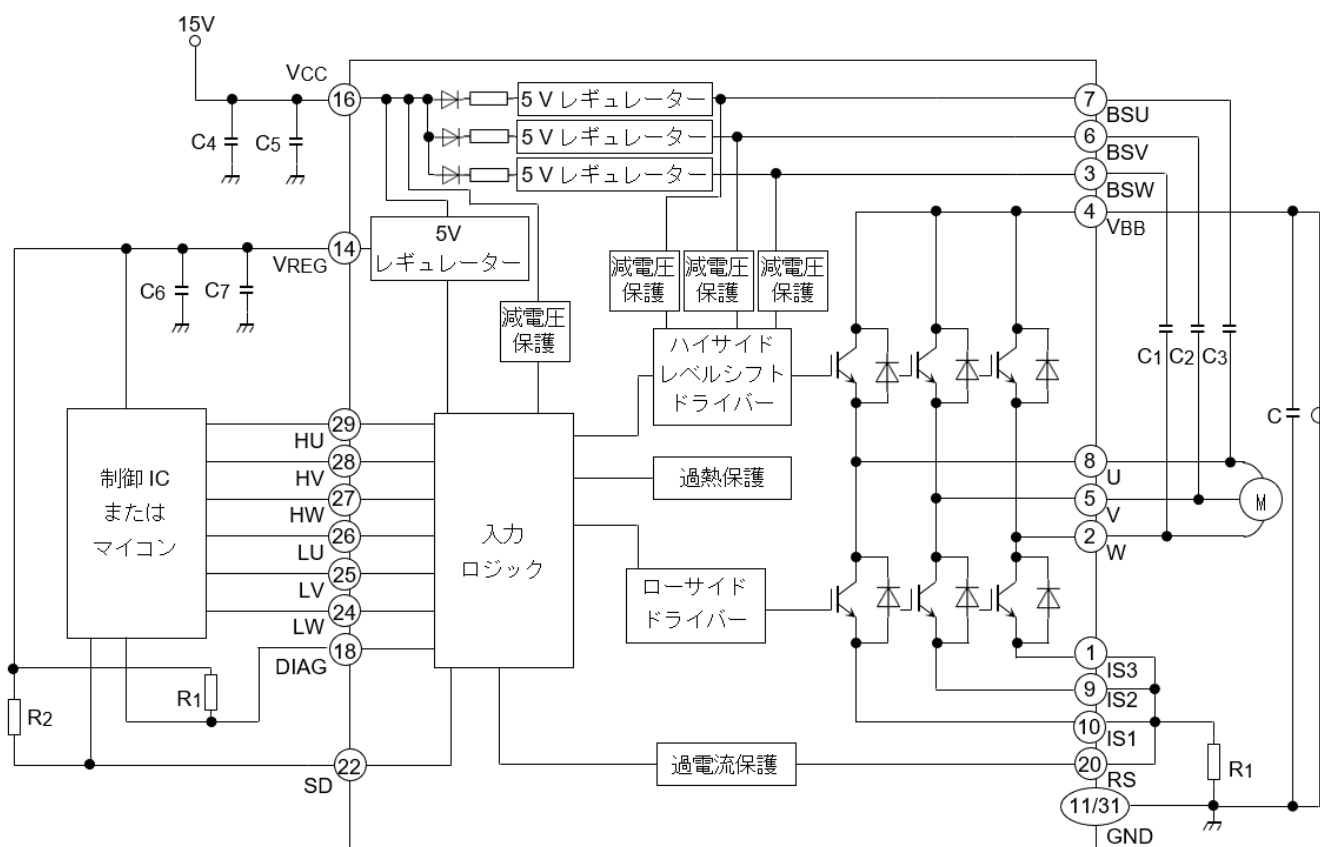 15V
VCC
16
5 V レギュレーター
7
BSU
C4
C5
5 V レギュレーター
6
BSV
5 V レギュレーター
3
BSW
4
VBB
5V
レギュレーター
14
VREG
C6
C7
減電圧
保護
減電圧
保護
減電圧
保護
減電圧
保護
ハイサイド
レベルシフト
ドライバー
C1
C2
C3
C
制御 IC
または
マイコン
29
HU
28
HV
27
HW
26
LU
25
LV
24
LW
18
DIAG
入力
ロジック
過熱保護
ローサイド
ドライバー
8
U
5
V
2
W
M
1
IS3
9
IS2
10
IS1
R1
R2
22
SD
過電流保護
20
RS
R1
11/31
GND